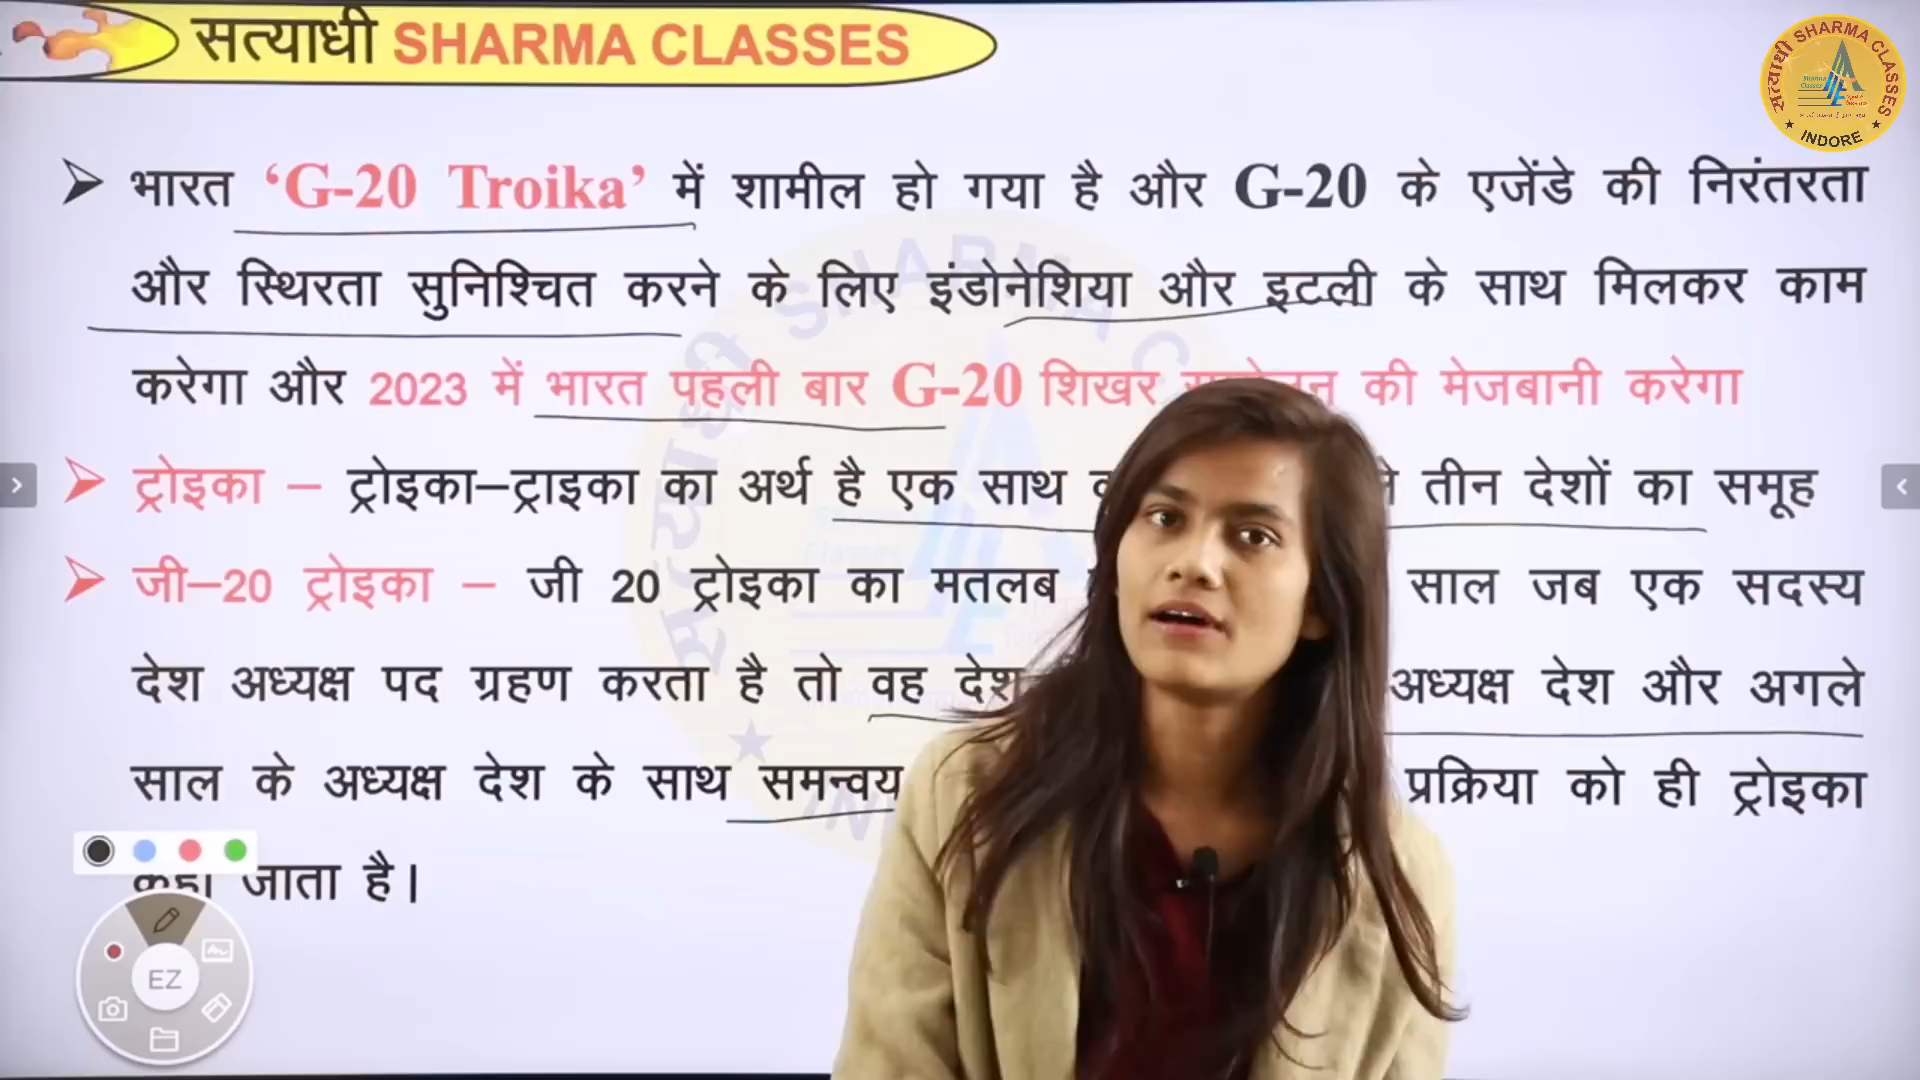 सत्याधी SHARMA CLASSES
सत्याधी SHARMA CLASSES
INDORE
➢ भारत ‘G-20 Troika’ में शामील हो गया है और G-20 के एजेंडे की निरंतरता
और स्थिरता सुनिश्चित करने के लिए इंडोनेशिया और इटली के साथ मिलकर काम
करेगा और 2023 में भारत पहली बार G-20 शिखर की मेजबानी करेगा
➢ ट्रोइका – ट्रोइका–ट्राइका का अर्थ है एक साथ तीन देशों का समूह
➢ जी–20 ट्रोइका – जी 20 ट्रोइका का मतलब साल जब एक सदस्य
देश अध्यक्ष पद ग्रहण करता है तो वह देश अध्यक्ष देश और अगले
साल के अध्यक्ष देश के साथ समन्वय प्रक्रिया को ही ट्रोइका
कहा जाता है।
EZ